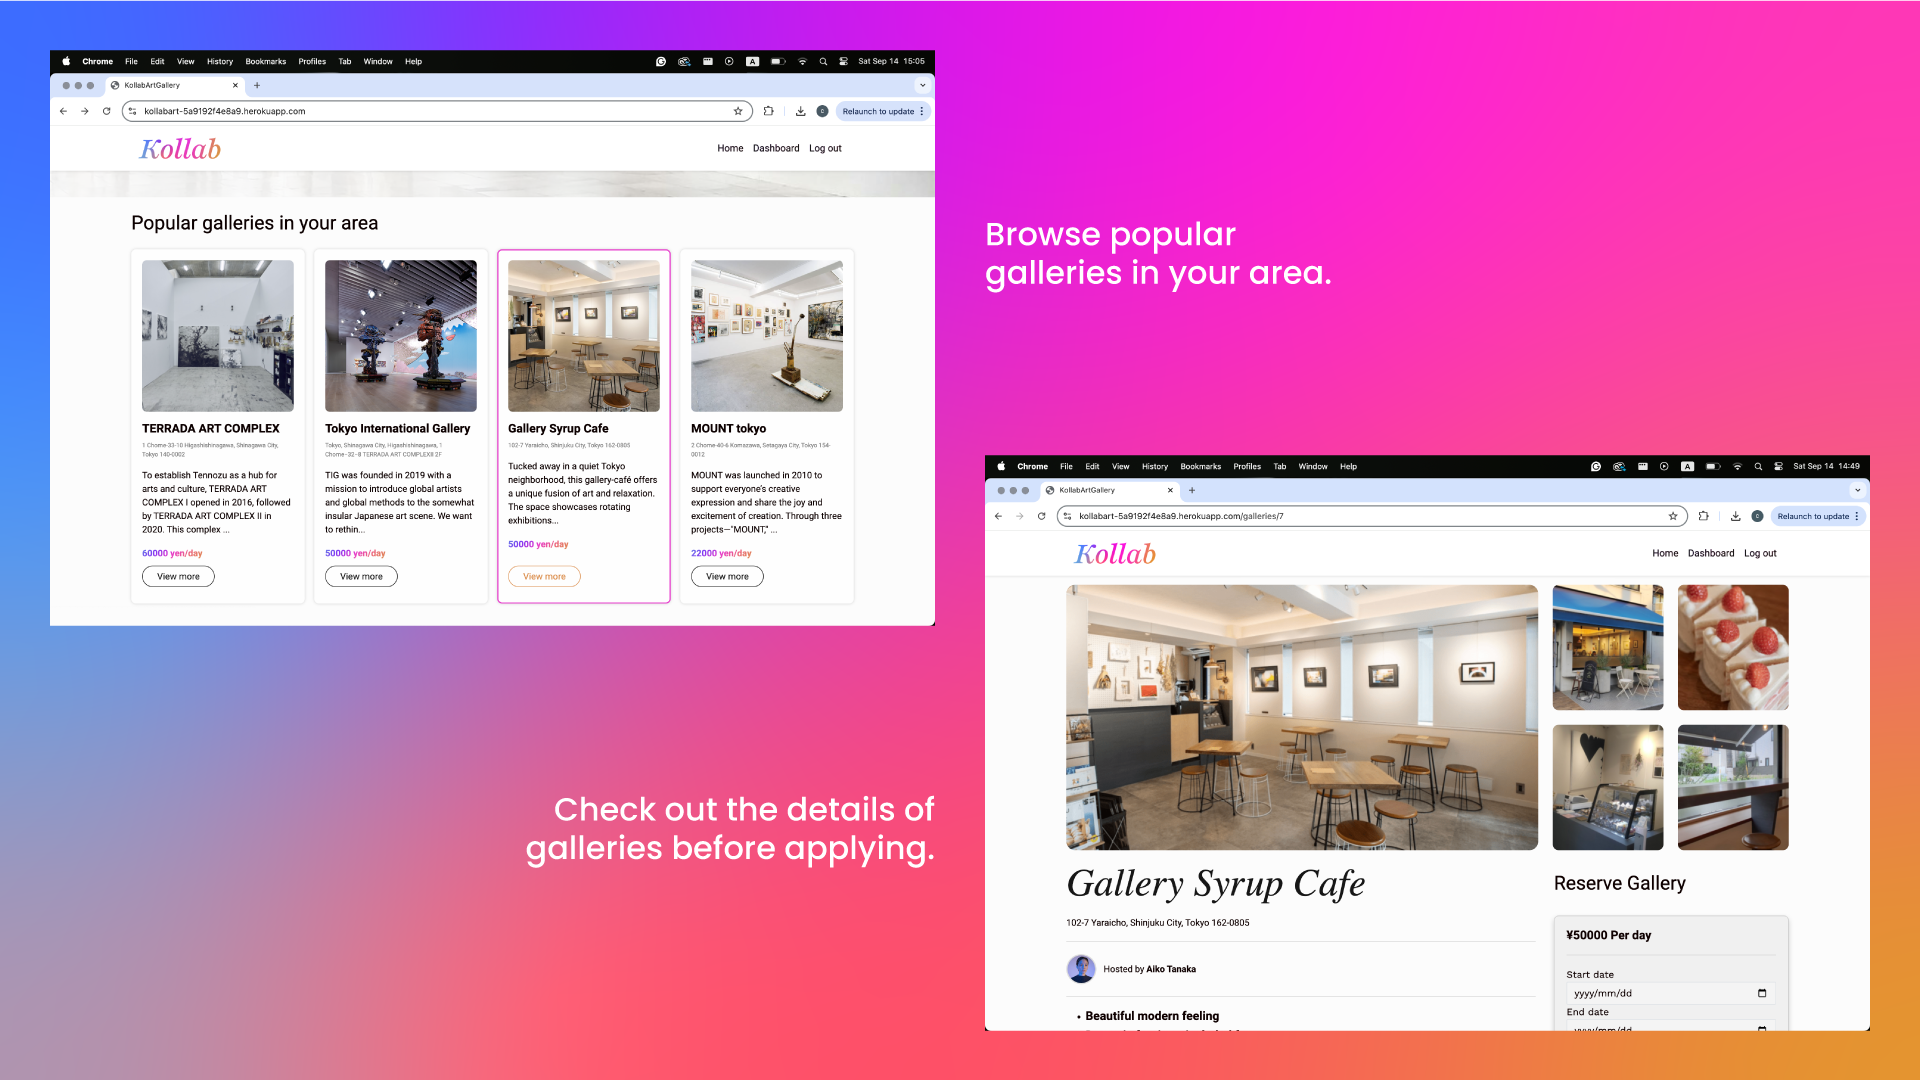 Chrome File Edit View History Bookmarks Profiles Tab Window Help A Sat Sep 14 15:05
KollabArtGallery
kollabart-5a9192f4e8a9.herokuapp.com
Relaunch to update
Kollab
Home Dashboard Log out
Popular galleries in your area
TERRADA ART COMPLEX
1 Chome-33-10 Higashishinagawa, Shinagawa City,
Tokyo 140-0002
To establish Tennozu as a hub for
arts and culture, TERRADA ART
COMPLEX I opened in 2016, followed
by TERRADA ART COMPLEX II in
2020. This complex ...
60000 yen/day
View more
Tokyo International Gallery
Tokyo, Shinagawa City, Higashishinagawa, 1
Chome-32-8 TERRADA ART COMPLEXⅡ 2F
TIG was founded in 2019 with a
mission to introduce global artists
and global methods to the somewhat
insular Japanese art scene. We want
to rethin...
50000 yen/day
View more
Gallery Syrup Cafe
102-7 Yaraicho, Shinjuku City, Tokyo 162-0805
Tucked away in a quiet Tokyo
neighborhood, this gallery-café offers
a unique fusion of art and relaxation.
The space showcases rotating
exhibitions...
50000 yen/day
View more
MOUNT tokyo
2 Chome-40-6 Komazawa, Setagaya City, Tokyo 154-
0012
MOUNT was launched in 2010 to
support everyone's creative
expression and share the joy and
excitement of creation. Through three
projects—"MOUNT," ...
22000 yen/day
View more
Browse popular
galleries in your area.
Check out the details of
galleries before applying.
Chrome File Edit View History Bookmarks Profiles Tab Window Help A Sat Sep 14 14:49
KollabArtGallery
kollabart-5a9192f4e8a9.herokuapp.com/galleries/7
Relaunch to update
Kollab
Home Dashboard Log out
Gallery Syrup Cafe
102-7 Yaraicho, Shinjuku City, Tokyo 162-0805
Hosted by Aiko Tanaka
• Beautiful modern feeling
Reserve Gallery
¥50000 Per day
Start date
yyyy/mm/dd
End date
yyyy/mm/dd